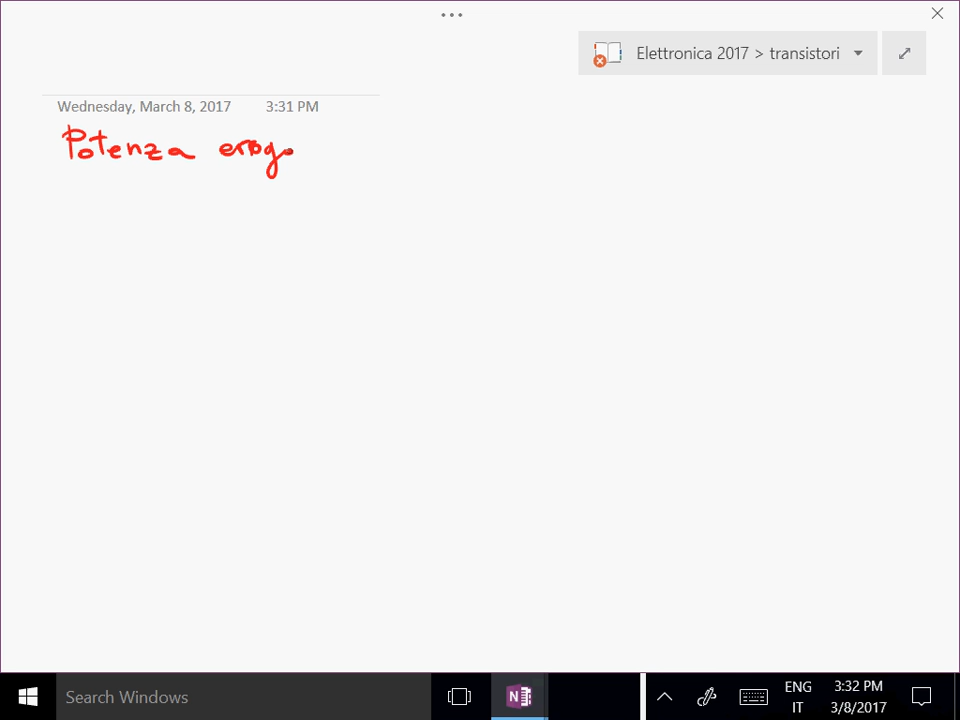 Elettronica 2017 > transistori
Wednesday, March 8, 2017 3:31 PM
Potenza eroga
Search Windows
ENG
IT
3:32 PM
3/8/2017